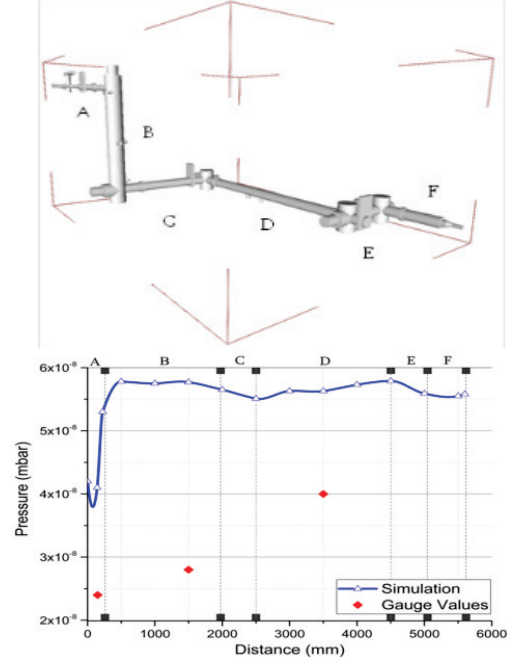 A
B
C
D
E
F
A B C D E F
6x10⁻⁸
5x10⁻⁸
4x10⁻⁸
3x10⁻⁸
2x10⁻⁸
Pressure (mbar)
Simulation
Gauge Values
0 1000 2000 3000 4000 5000 6000
Distance (mm)